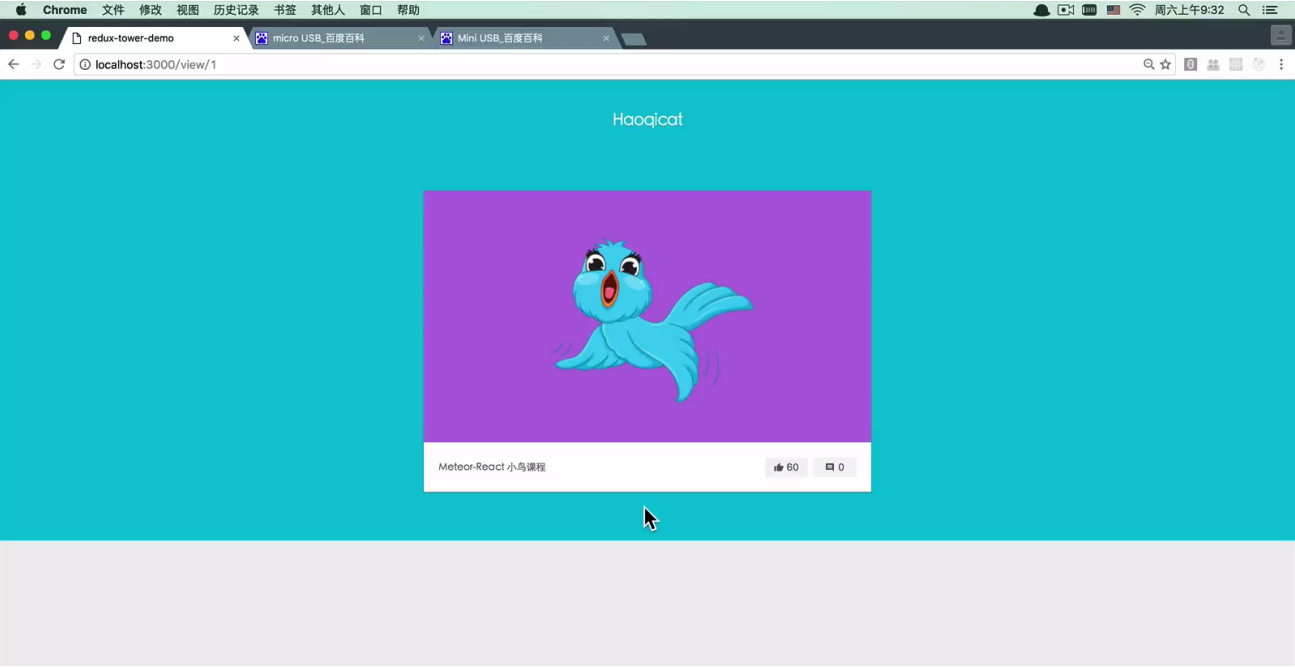 Chrome 文件 修改 视图 历史记录 书签 其他人 窗口 帮助 周六上午9:32
redux-tower-demo micro USB_百度百科 Mini USB_百度百科
localhost:3000/view/1
Haoqicat
Meteor-React 小鸟课程 60 0